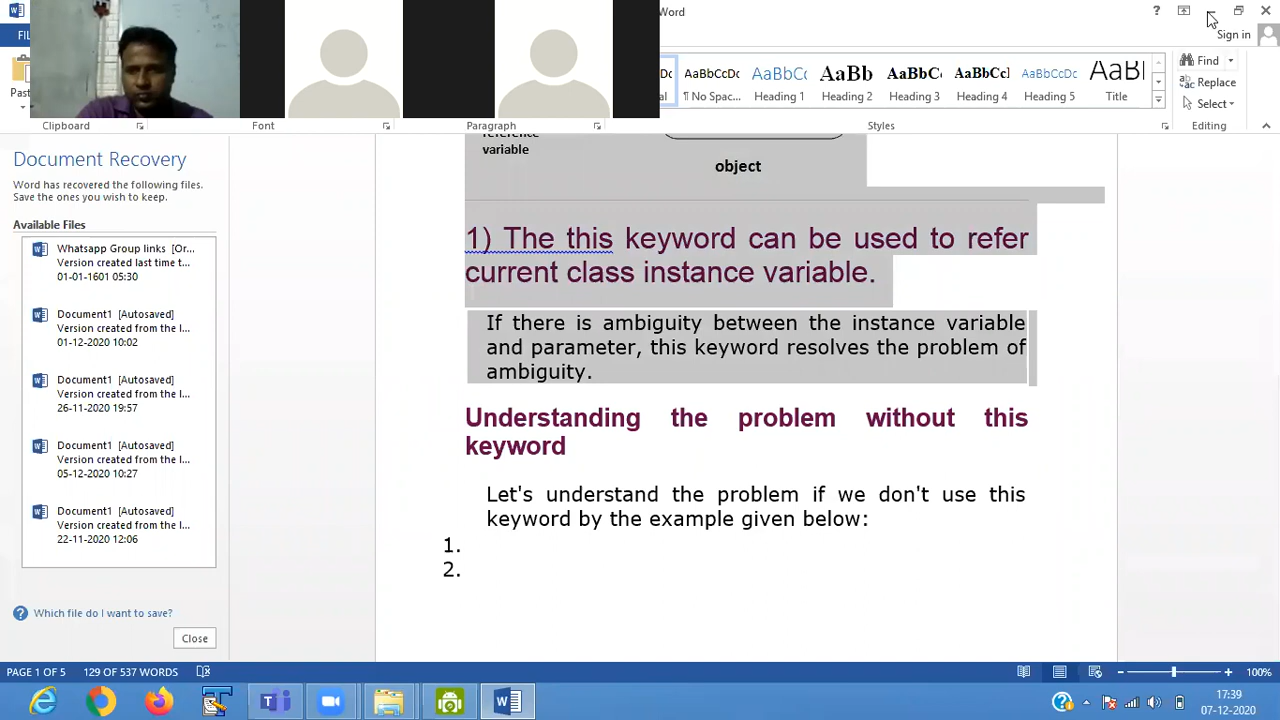 Word
FI
Sign in
Past
AaBbCcDc
AaBbCcDc
AaBb
AaBbC
AaBbCcI
AaBbCcDc
AaBI
al
¶ No Spac...
Heading 1
Heading 2
Heading 3
Heading 4
Heading 5
Title
Find
Replace
Select
Clipboard
Font
Paragraph
Styles
Editing
Document Recovery
Word has recovered the following files.
Save the ones you wish to keep.
Available Files
Whatsapp Group links [Or...
Version created last time t...
01-01-1601 05:30
Document1 [Autosaved]
Version created from the l...
01-12-2020 10:02
Document1 [Autosaved]
Version created from the l...
26-11-2020 19:57
Document1 [Autosaved]
Version created from the l...
05-12-2020 10:27
Document1 [Autosaved]
Version created from the l...
22-11-2020 12:06
Which file do I want to save?
Close
reference
variable
object
1) The this keyword can be used to refer
current class instance variable.
If there is ambiguity between the instance variable
and parameter, this keyword resolves the problem of
ambiguity.
Understanding the problem without this
keyword
Let's understand the problem if we don't use this
keyword by the example given below:
1.
2.
PAGE 1 OF 5 129 OF 537 WORDS
100%
17:39
07-12-2020